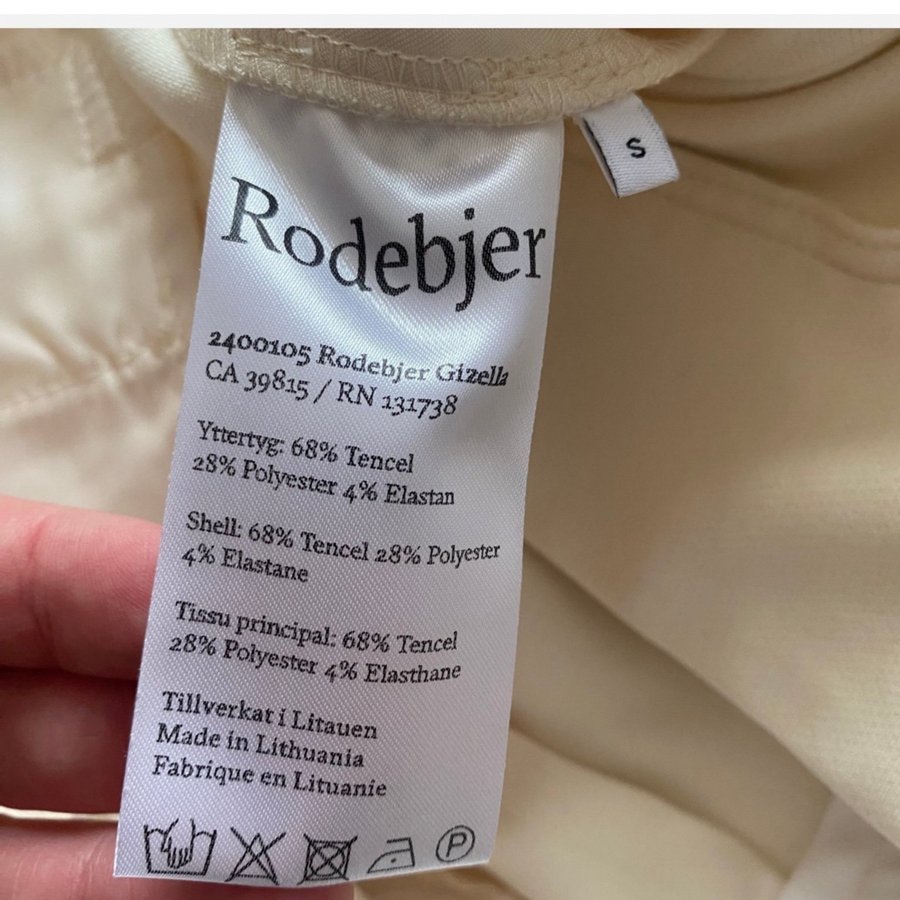 S
Rodebjer
2400105 Rodebjer Gizella
CA 39815 / RN 131738
Yttertyg: 68% Tencel
28% Polyester 4% Elastan
Shell: 68% Tencel 28% Polyester
4% Elastane
Tissu principal: 68% Tencel
28% Polyester 4% Elasthane
Tillverkat i Litauen
Made in Lithuania
Fabrique en Lituanie
P